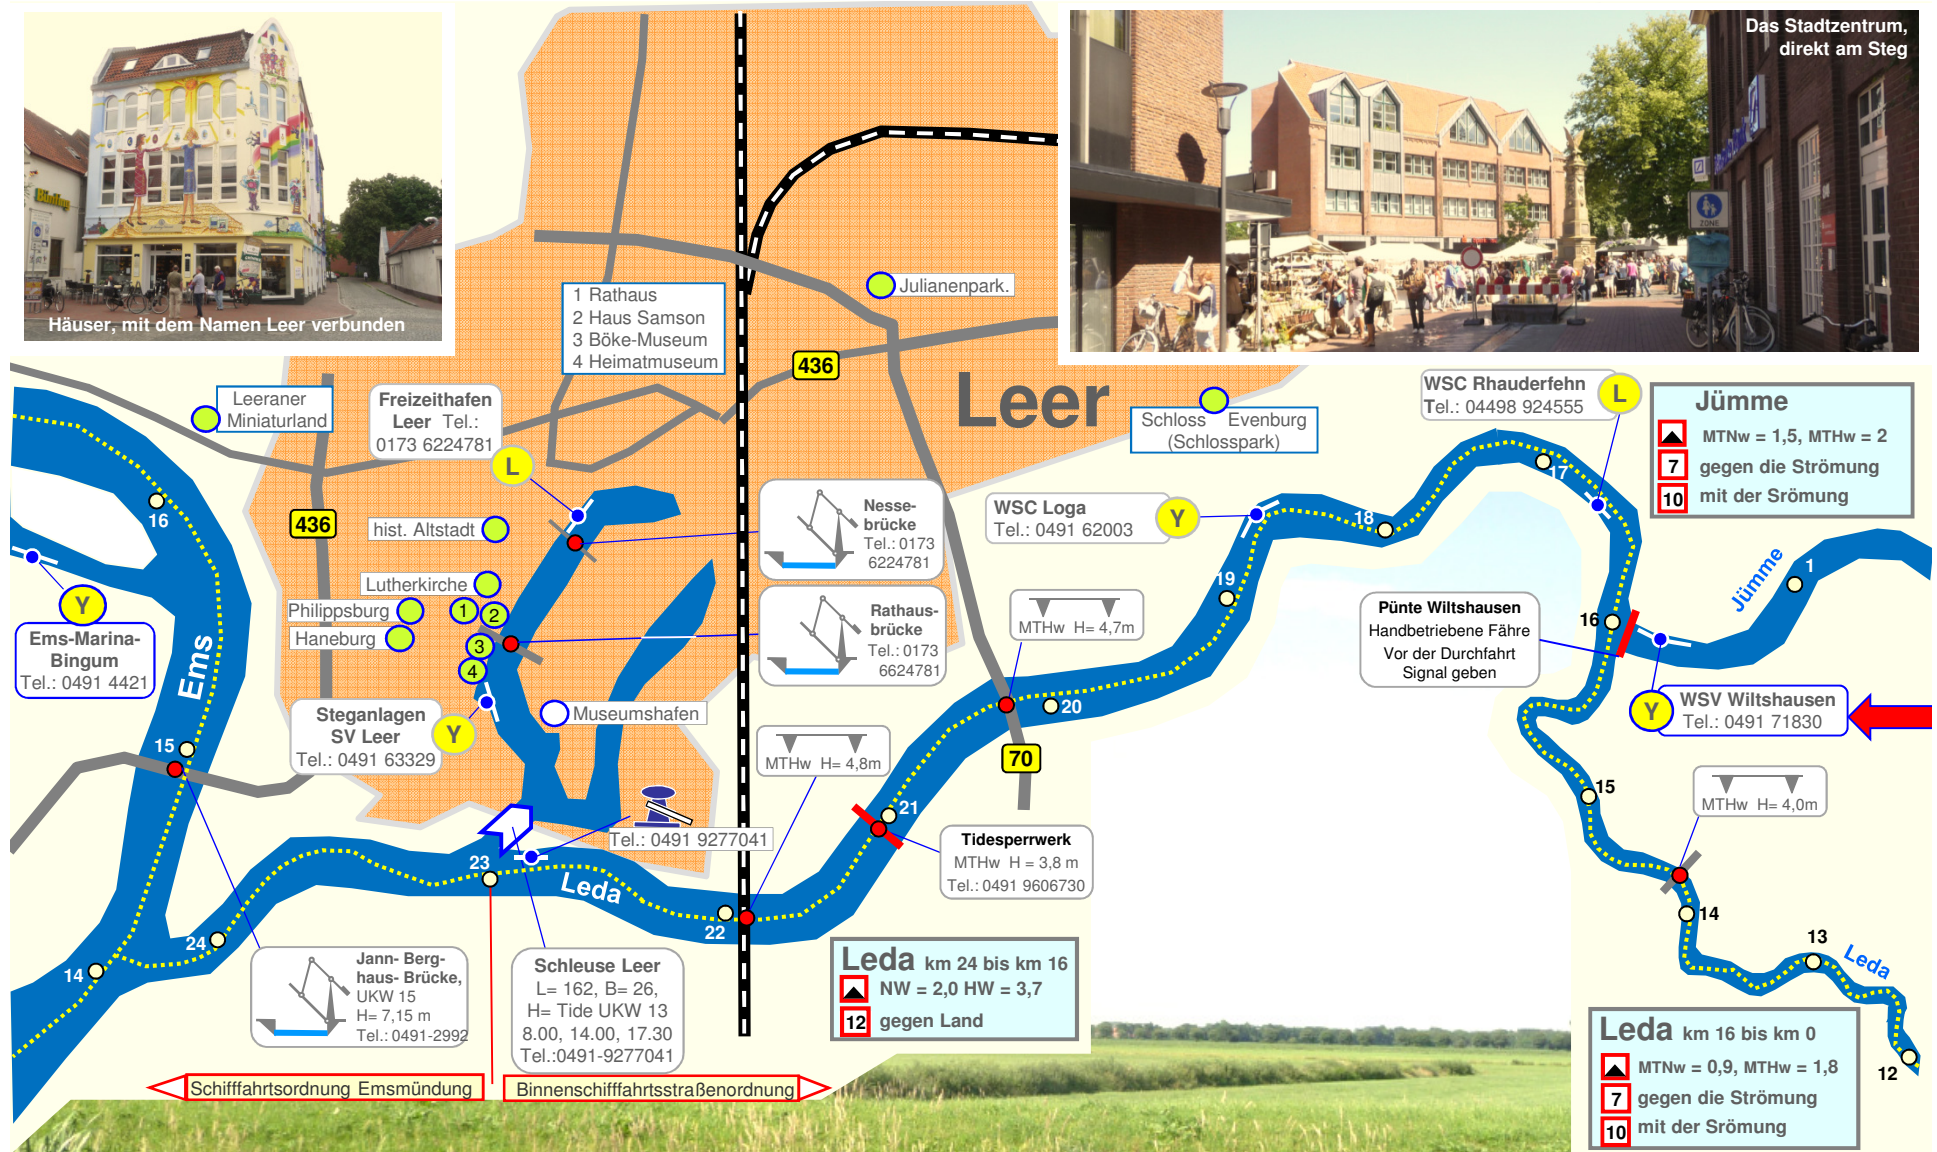 Häuser, mit dem Namen Leer verbunden
Das Stadtzentrum,
direkt am Steg
ZONE
1 Rathaus
2 Haus Samson
3 Böke-Museum
4 Heimatmuseum
Julianenpark.
436
Leer
Leeraner
Miniaturland
Freizeithafen
Leer Tel.:
0173 6224781
L
Schloss Evenburg
(Schlosspark)
WSC Rhauderfehn
Tel.: 04498 924555
L
Jümme
MTNw = 1,5, MTHw = 2
7 gegen die Strömung
10 mit der Srömung
16
436
hist. Altstadt
Nesse-
brücke
Tel.: 0173
6224781
WSC Loga
Tel.: 0491 62003
Y
18
17
Lutherkirche
Philippsburg
Haneburg
1
2
3
4
Rathaus-
brücke
Tel.: 0173
6624781
MTHw H= 4,7m
19
Pünte Wiltshausen
Handbetriebene Fähre
Vor der Durchfahrt
Signal geben
16
Jümme
1
Y
Ems-Marina-
Bingum
Tel.: 0491 4421
Ems
Steganlagen
SV Leer
Tel.: 0491 63329
Y
Museumshafen
20
70
Y
WSV Wiltshausen
Tel.: 0491 71830
15
MTHw H= 4,8m
21
15
MTHw H= 4,0m
Tel.: 0491 9277041
Tidesperrwerk
MTHw H = 3,8 m
Tel.: 0491 9606730
23
Leda
22
14
13
Leda
12
24
14
Jann- Berg-
haus- Brücke,
UKW 15
H= 7,15 m
Tel.: 0491-2992
Schleuse Leer
L= 162, B= 26,
H= Tide UKW 13
8.00, 14.00, 17.30
Tel.:0491-9277041
Leda km 24 bis km 16
NW = 2,0 HW = 3,7
12 gegen Land
Leda km 16 bis km 0
MTNw = 0,9, MTHw = 1,8
7 gegen die Strömung
10 mit der Srömung
Schifffahrtsordnung Emsmündung
Binnenschifffahrtsstraßenordnung